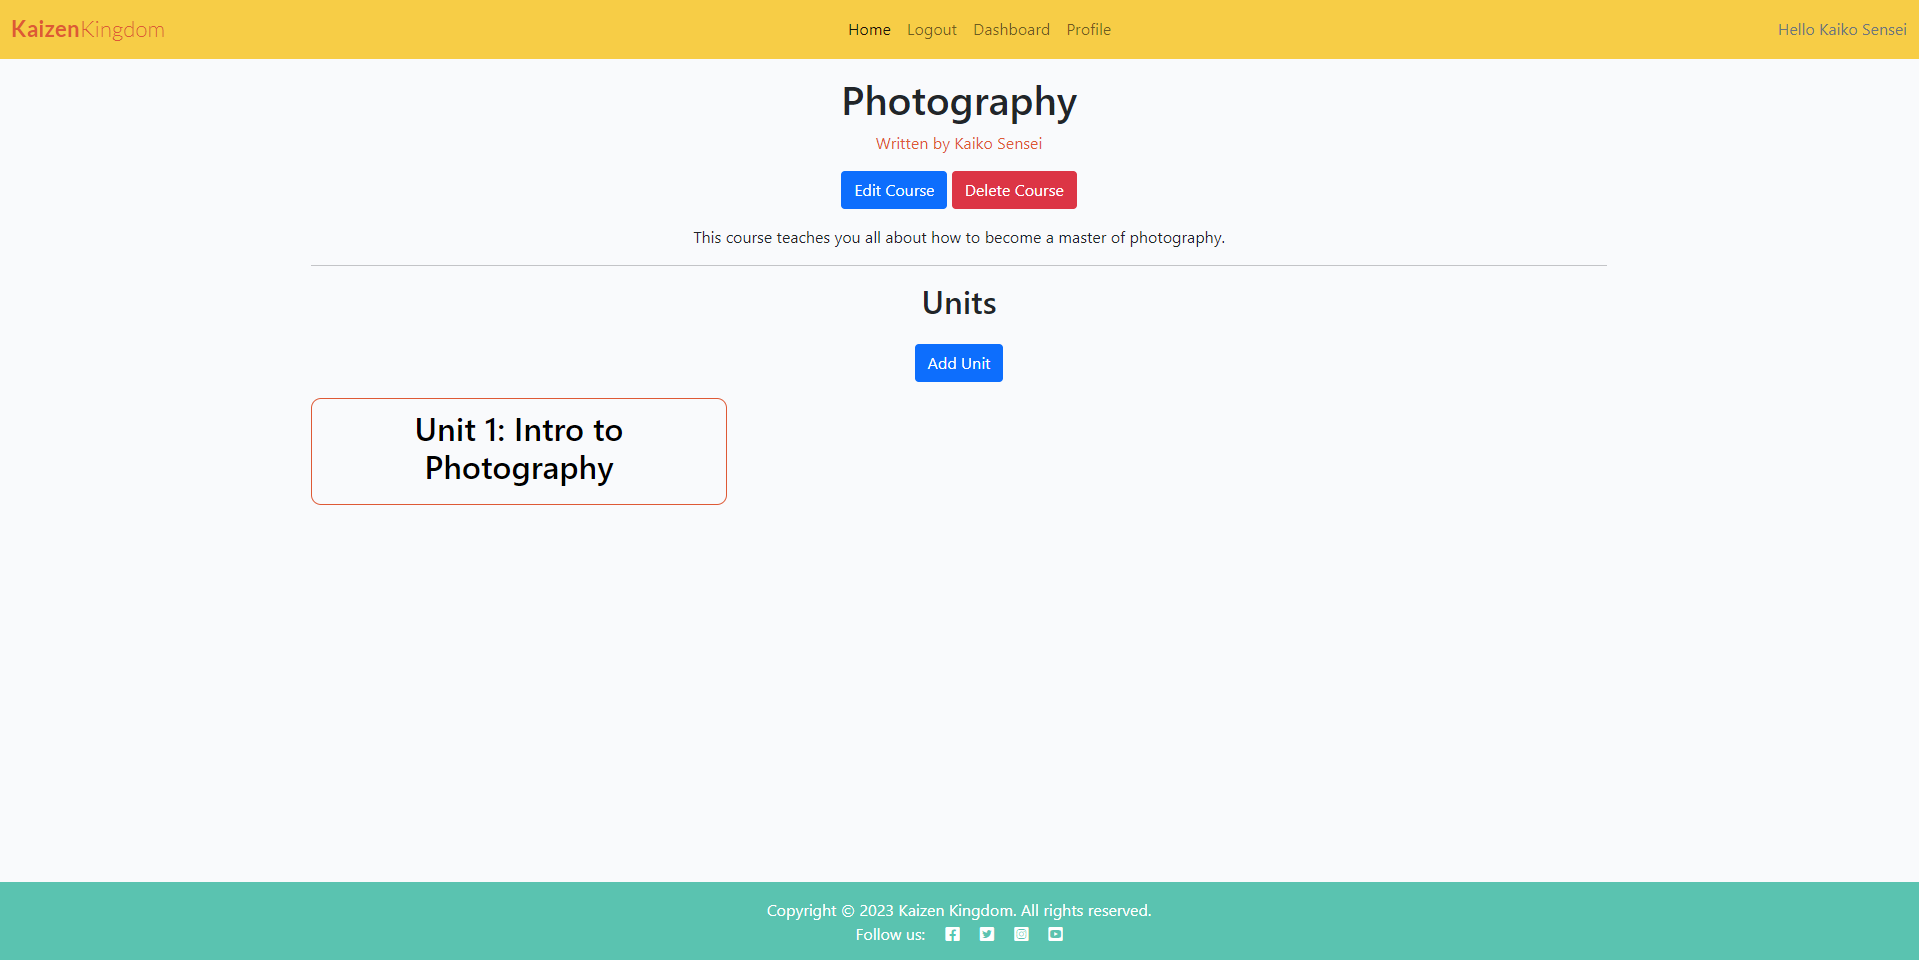 KaizenKingdom Home Logout Dashboard Profile Hello Kaiko Sensei
Photography
Written by Kaiko Sensei
Edit Course Delete Course
This course teaches you all about how to become a master of photography.
Units
Add Unit
Unit 1: Intro to
Photography
Copyright © 2023 Kaizen Kingdom. All rights reserved.
Follow us: